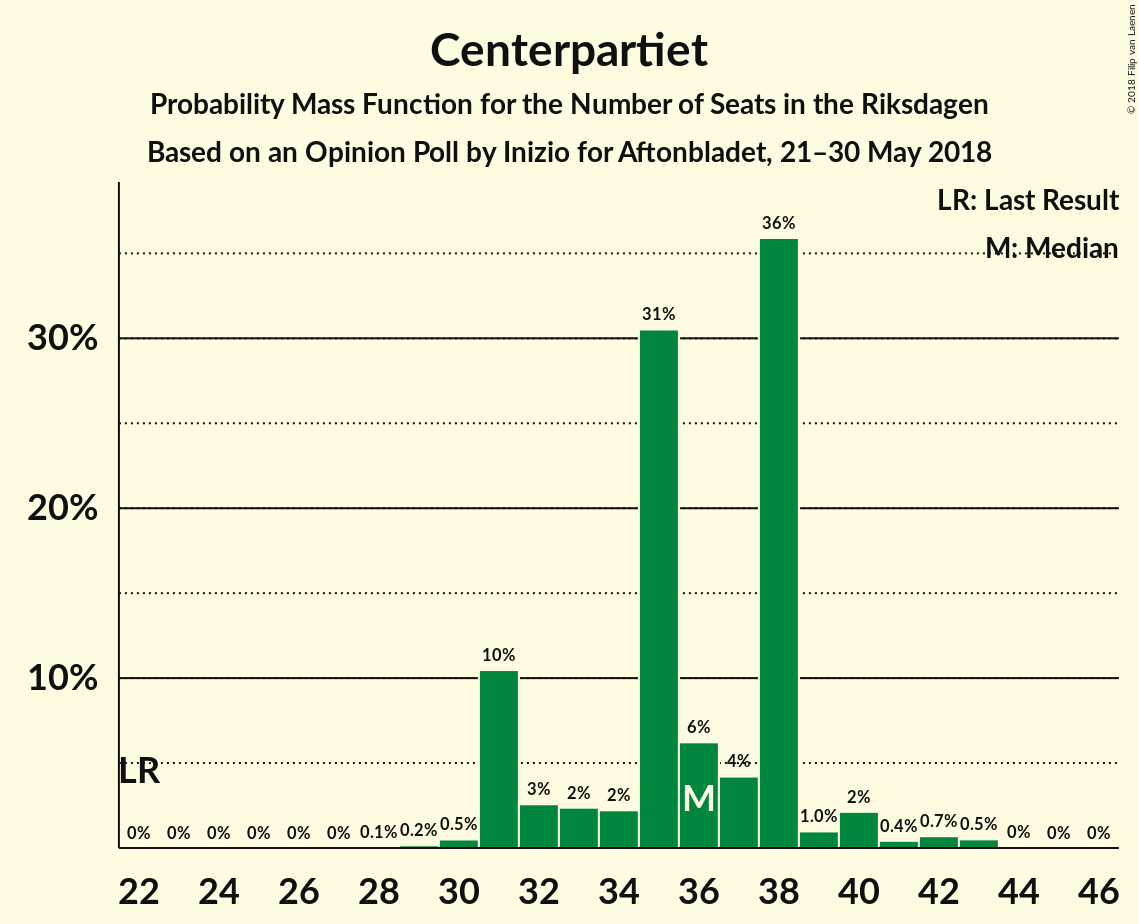 Centerpartiet
Probability Mass Function for the Number of Seats in the Riksdagen
Based on an Opinion Poll by Inizio for Aftonbladet, 21–30 May 2018
© 2018 Filip van Laenen
LR: Last Result
M: Median
30%
20%
10%
LR
M
0% 0% 0% 0% 0% 0% 0.1% 0.2% 0.5% 10% 3% 2% 2% 31% 6% 4% 36% 1.0% 2% 0.4% 0.7% 0.5% 0% 0% 0%
22 24 26 28 30 32 34 36 38 40 42 44 46